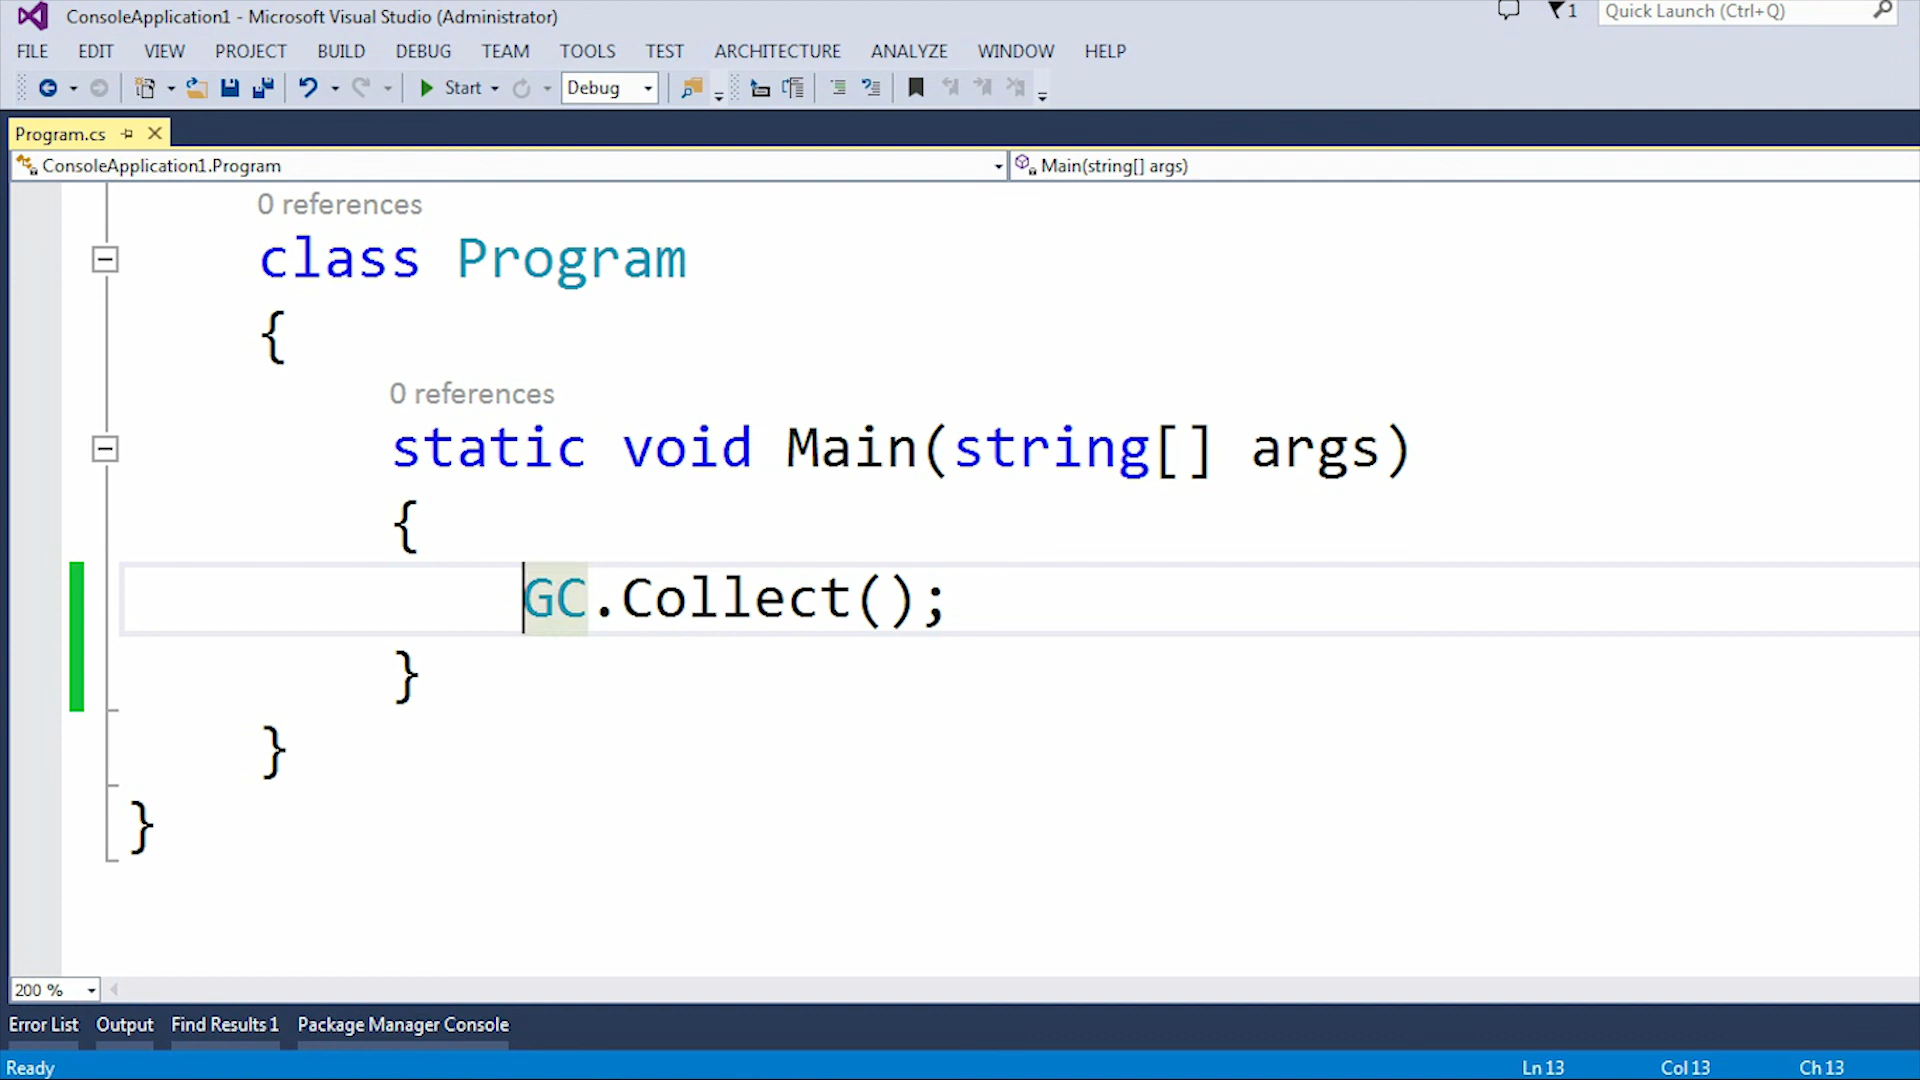 ConsoleApplication1 - Microsoft Visual Studio (Administrator)
1
Quick Launch (Ctrl+Q)
FILE EDIT VIEW PROJECT BUILD DEBUG TEAM TOOLS TEST ARCHITECTURE ANALYZE WINDOW HELP
Start Debug
Program.cs
ConsoleApplication1.Program
Main(string[] args)
0 references
class Program
{
0 references
static void Main(string[] args)
{
GC.Collect();
}
}
}
200 %
Error List Output Find Results 1 Package Manager Console
Ready Ln 13 Col 13 Ch 13